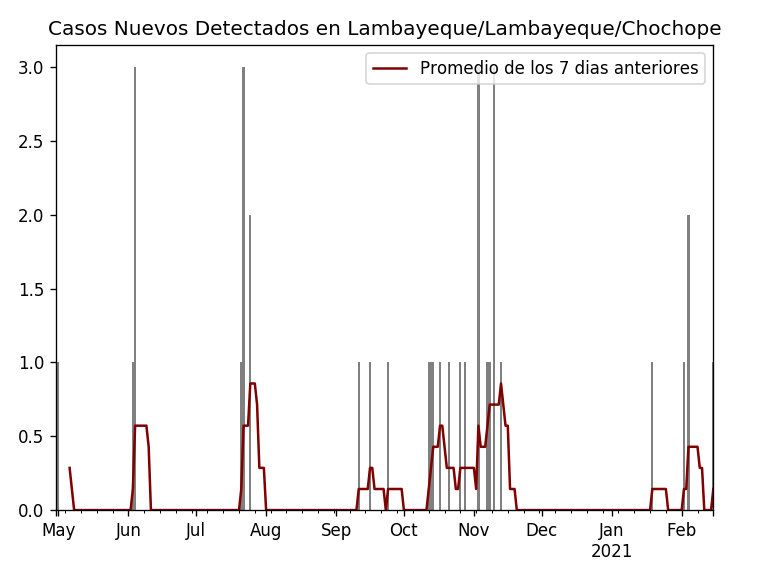 Casos Nuevos Detectados en Lambayeque/Lambayeque/Chochope
Promedio de los 7 dias anteriores
3.0
2.5
2.0
1.5
1.0
0.5
0.0
May Jun Jul Aug Sep Oct Nov Dec Jan Feb
2021